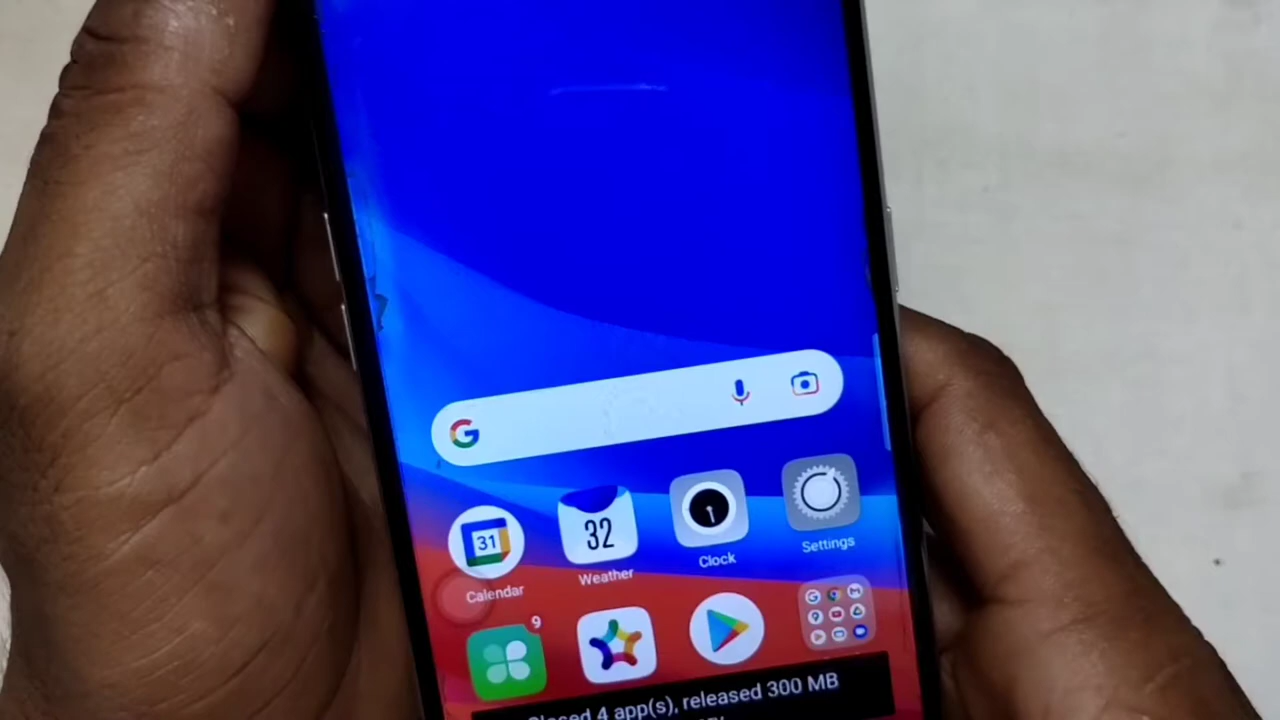 G
31
Calendar
32
Weather
Clock
Settings
9
Closed 4 app(s), released 300 MB